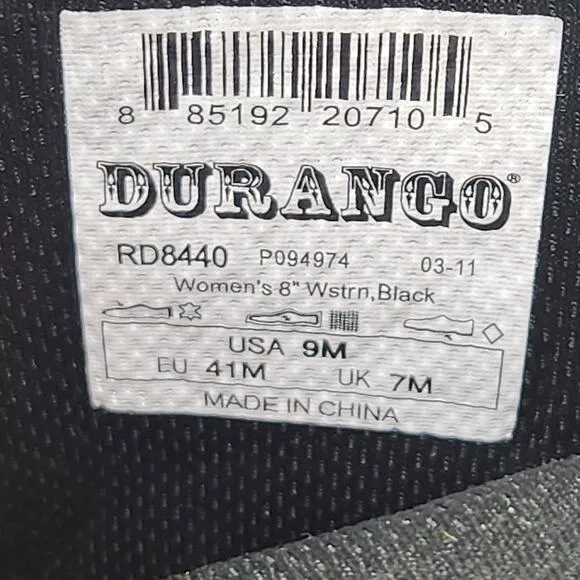 8 85192 20710 5
DURANGO®
RD8440 P094974 03-11
Women's 8" Wstrn,Black
USA 9M
EU 41M UK 7M
MADE IN CHINA